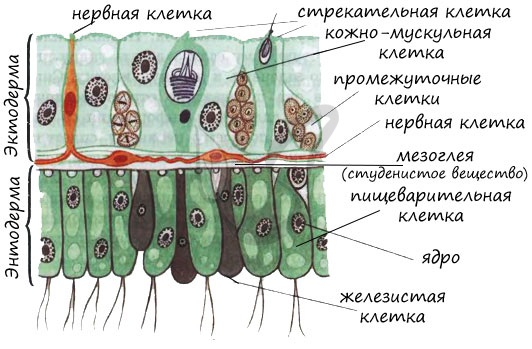 нервная клетка
стрекательная клетка
кожно-мускульная
клетка
промежуточные
клетки
нервная клетка
мезоглея
(студенистое вещество)
пищеварительная
клетка
ядро
железистая
клетка
Эктодерма
Энтодерма